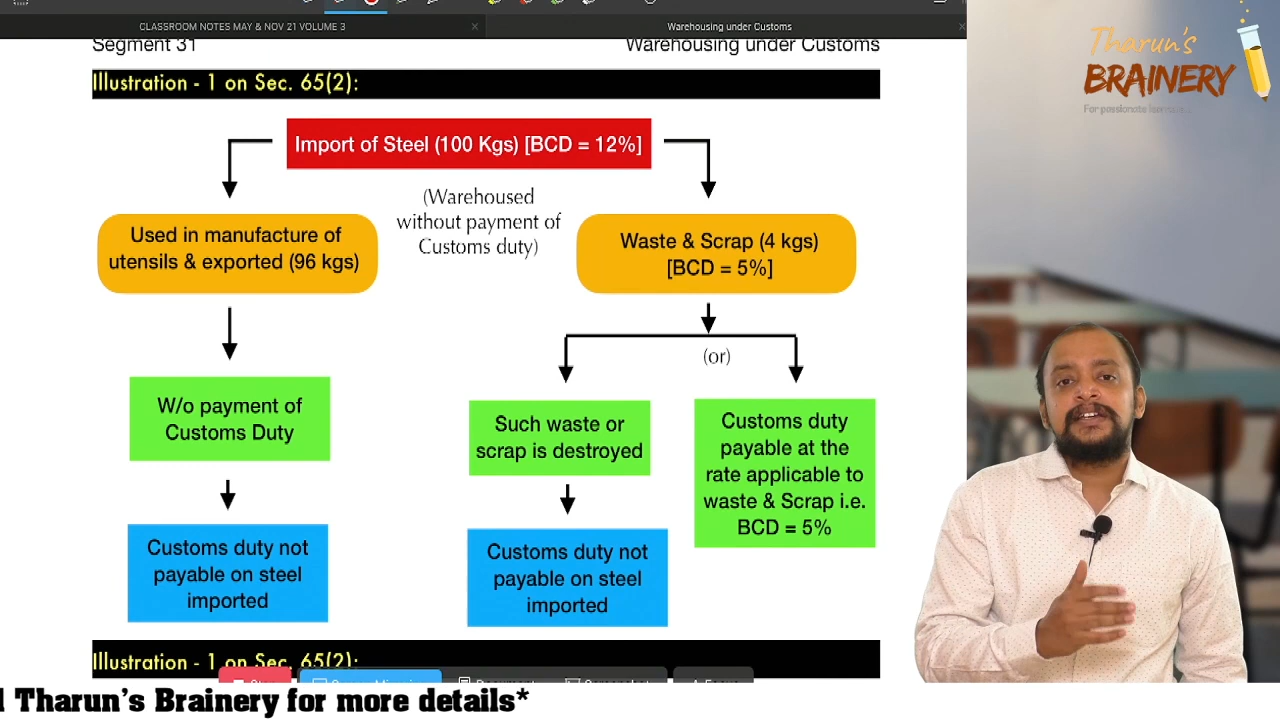 CLASSROOM NOTES MAY & NOV 21 VOLUME 3
Warehousing under Customs
Segment 31
Warehousing under Customs
Illustration - 1 on Sec. 65(2):
Import of Steel (100 Kgs) [BCD = 12%]
(Warehoused
without payment of
Customs duty)
Used in manufacture of
utensils & exported (96 kgs)
Waste & Scrap (4 kgs)
[BCD = 5%]
(or)
W/o payment of
Customs Duty
Such waste or
scrap is destroyed
Customs duty
payable at the
rate applicable to
waste & Scrap i.e.
BCD = 5%
Customs duty not
payable on steel
imported
Customs duty not
payable on steel
imported
Illustration - 1 on Sec. 65(2):
Tharun's
BRAINERY
For passionate learners...
Tharun's Brainery for more details*